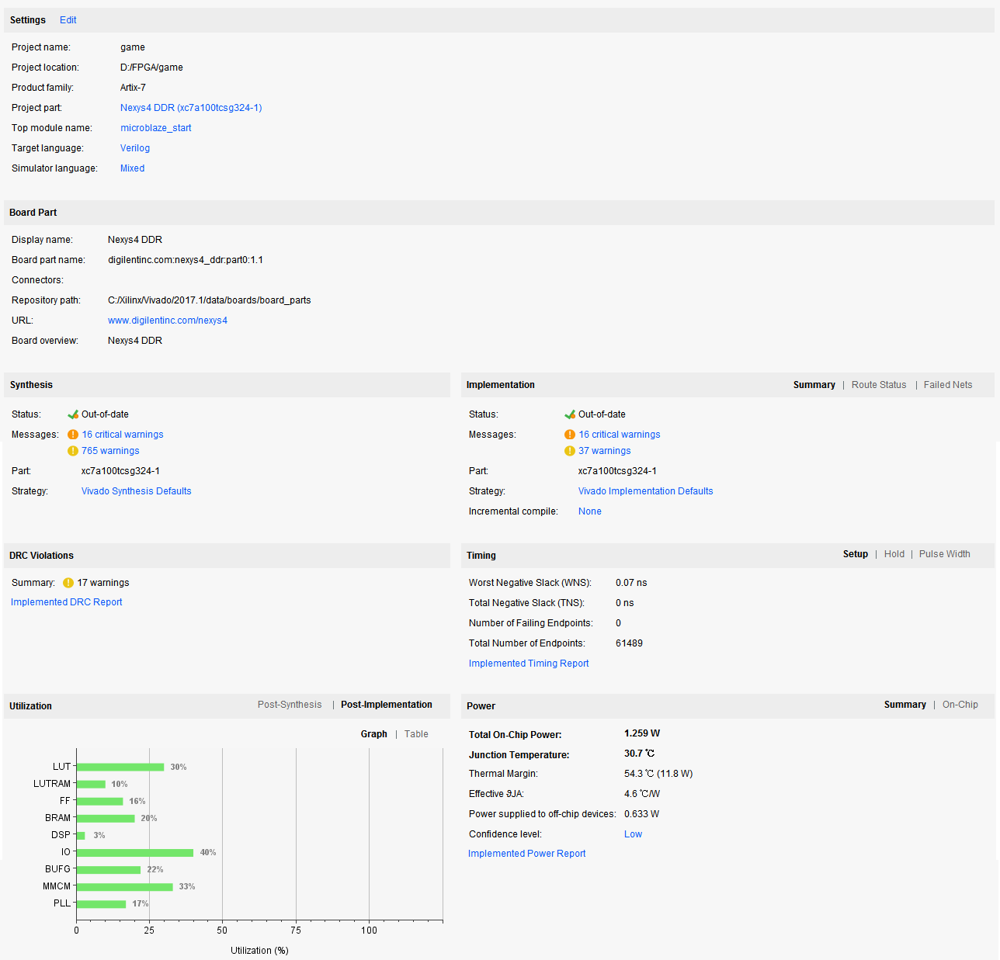 Settings Edit
Project name: game
Project location: D:/FPGA/game
Product family: Artix-7
Project part: Nexys4 DDR (xc7a100tcsg324-1)
Top module name: microblaze_start
Target language: Verilog
Simulator language: Mixed
Board Part
Display name: Nexys4 DDR
Board part name: digilentinc.com:nexys4_ddr:part0:1.1
Connectors:
Repository path: C:/Xilinx/Vivado/2017.1/data/boards/board_parts
URL: www.digilentinc.com/nexys4
Board overview: Nexys4 DDR
Synthesis
Status: Out-of-date
Messages: 16 critical warnings
765 warnings
Part: xc7a100tcsg324-1
Strategy: Vivado Synthesis Defaults
Implementation Summary | Route Status | Failed Nets
Status: Out-of-date
Messages: 16 critical warnings
37 warnings
Part: xc7a100tcsg324-1
Strategy: Vivado Implementation Defaults
Incremental compile: None
DRC Violations
Summary: 17 warnings
Implemented DRC Report
Timing Setup | Hold | Pulse Width
Worst Negative Slack (WNS): 0.07 ns
Total Negative Slack (TNS): 0 ns
Number of Failing Endpoints: 0
Total Number of Endpoints: 61489
Implemented Timing Report
Utilization Post-Synthesis | Post-Implementation
Graph | Table
LUT 30%
LUTRAM 10%
FF 16%
BRAM 20%
DSP 3%
IO 40%
BUFG 22%
MMCM 33%
PLL 17%
0 25 50 75 100
Utilization (%)
Power Summary | On-Chip
Total On-Chip Power: 1.259 W
Junction Temperature: 30.7 ℃
Thermal Margin: 54.3 ℃ (11.8 W)
Effective ϑJA: 4.6 ℃/W
Power supplied to off-chip devices: 0.633 W
Confidence level: Low
Implemented Power Report